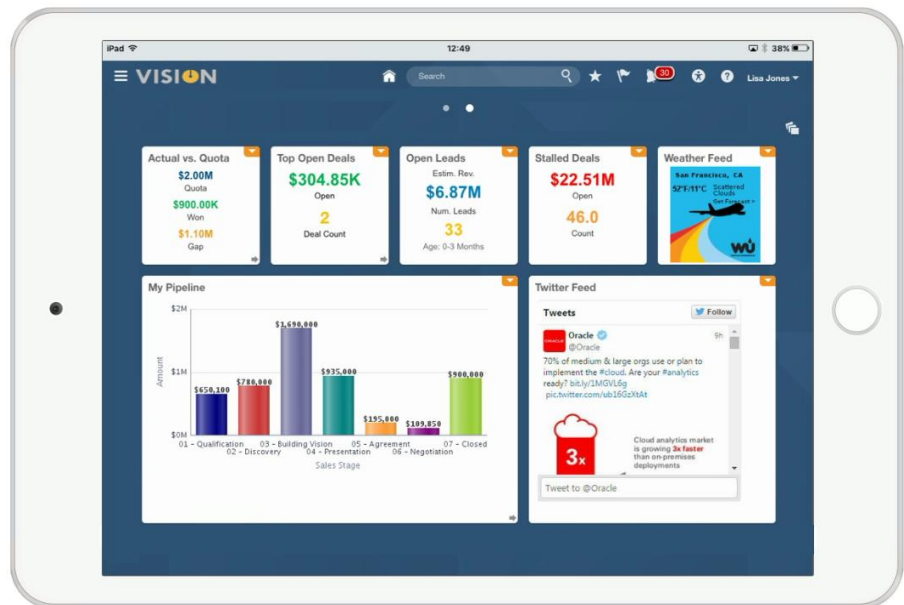 iPad
12:49
38%
VISION
Search
30
?
Lisa Jones
Actual vs. Quota
$2.00M
Quota
$900.00K
Won
$1.10M
Gap
Top Open Deals
$304.85K
Open
2
Deal Count
Open Leads
Estim. Rev.
$6.87M
Num. Leads
33
Age: 0-3 Months
Stalled Deals
$22.51M
Open
46.0
Count
Weather Feed
San Francisco, CA
52°F/11°C
Scattered
Clouds
Get Forecast >
wu
My Pipeline
$2M
$1M
$0M
Amount
$650,100
$780,000
$1,690,000
$935,000
$195,000
$109,850
$900,000
01 - Qualification
02 - Discovery
03 - Building Vision
04 - Presentation
05 - Agreement
06 - Negotiation
07 - Closed
Sales Stage
Twitter Feed
Tweets
Follow
ORACLE
Oracle
9h
@Oracle
70% of medium & large orgs use or plan to
implement the #cloud. Are your #analytics
ready? bit.ly/1MGVL6g
pic.twitter.com/ub16GzXtAt
3x
Cloud analytics market
is growing 3x faster
than on-premises
deployments
Tweet to @Oracle